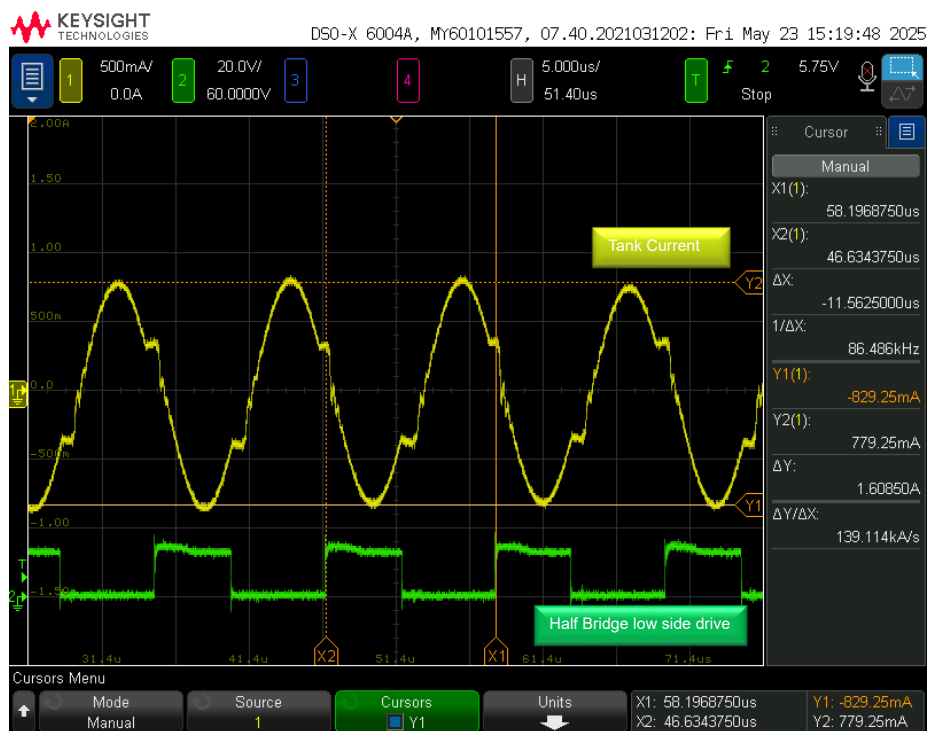 KEYSIGHT
TECHNOLOGIES
DSO-X 6004A, MY60101557, 07.40.2021031202: Fri May 23 15:19:48 2025
1 500mA/ 0.0A
2 20.0V/ 60.0000V
3
4
H 5.000us/ 51.40us
T 2 5.75V
Stop
Cursor
Manual
X1(1):
58.1968750us
X2(1):
46.6343750us
ΔX:
-11.5625000us
1/ΔX:
86.486kHz
Y1(1):
-829.25mA
Y2(1):
779.25mA
ΔY:
1.60850A
ΔY/ΔX:
139.114kA/s
2.00A
1.50
1.00
500m
0.0
-500m
-1.00
-1.50
Tank Current
Y2
Y1
1
T
2
Half Bridge low side drive
31.4u 41.4u X2 51.4u X1 61.4u 71.4us
Cursors Menu
Mode
Manual
Source
1
Cursors
Y1
Units
X1: 58.1968750us
X2: 46.6343750us
Y1: -829.25mA
Y2: 779.25mA